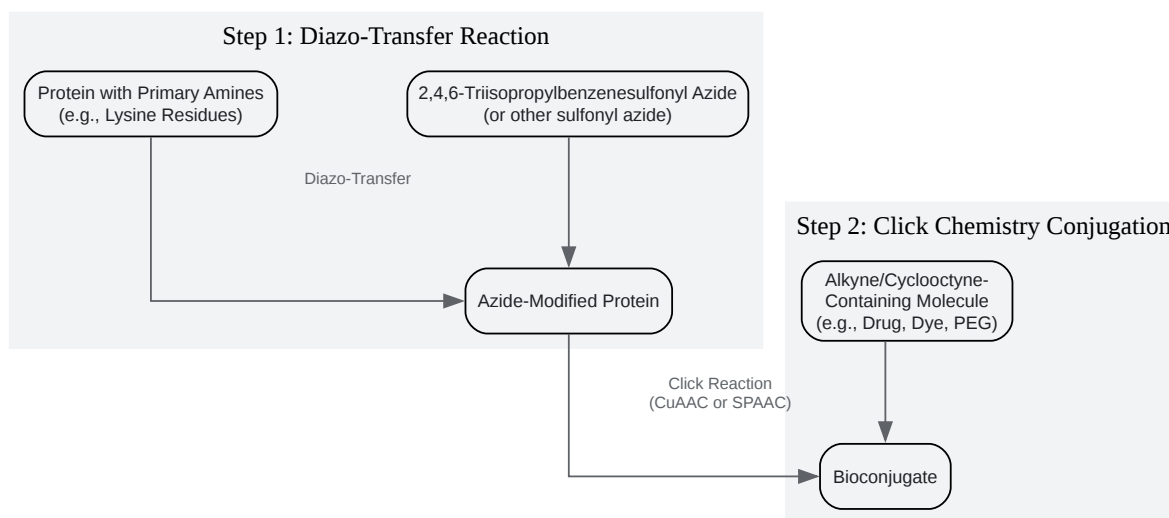 Step 1: Diazo-Transfer Reaction
Protein with Primary Amines
(e.g., Lysine Residues)
2,4,6-Triisopropylbenzenesulfonyl Azide
(or other sulfonyl azide)
Diazo-Transfer
Azide-Modified Protein
Step 2: Click Chemistry Conjugation
Alkyne/Cyclooctyne-
Containing Molecule
(e.g., Drug, Dye, PEG)
Click Reaction
(CuAAC or SPAAC)
Bioconjugate